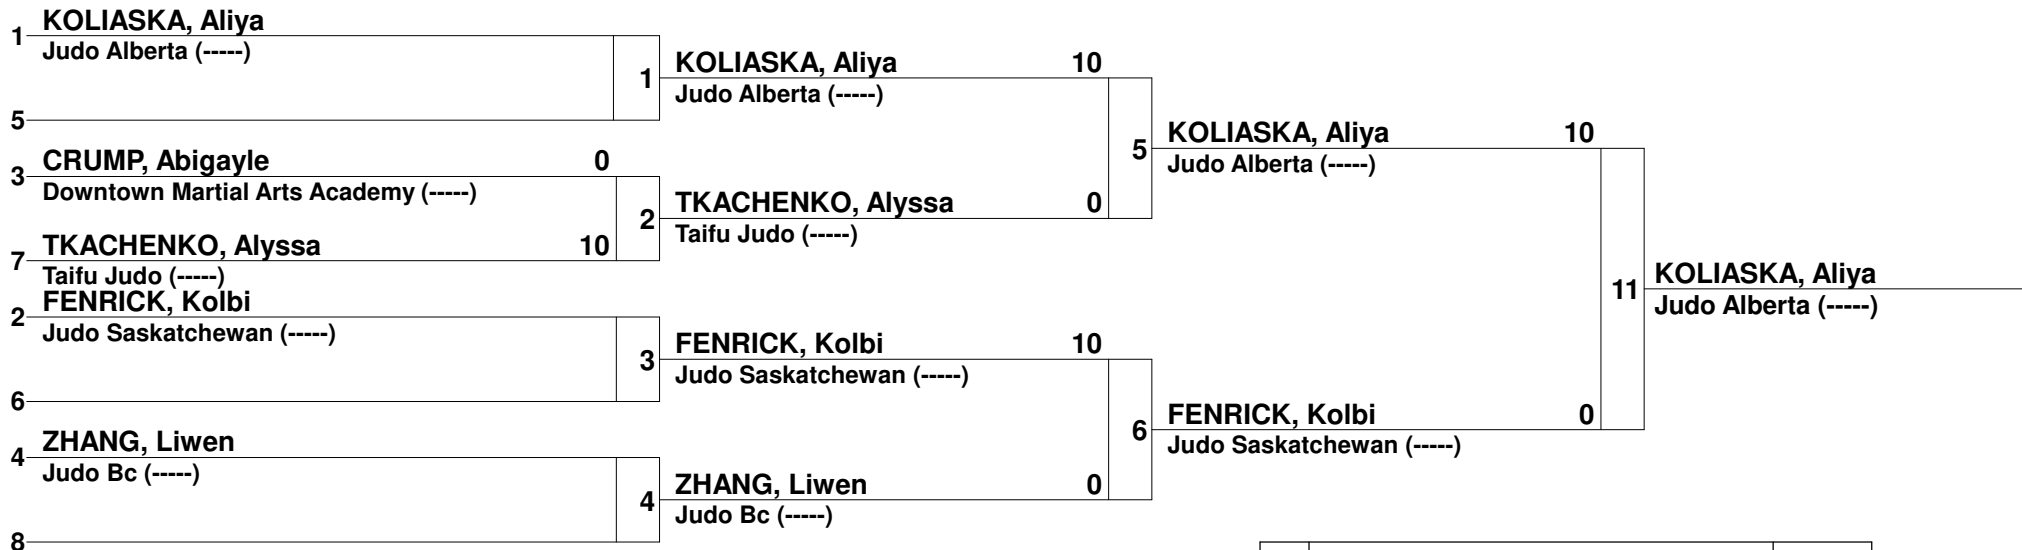 KOLIASKA, Aliya
1
Judo Alberta (-----)
5
CRUMP, Abigayle 0
3
Downtown Martial Arts Academy (-----)
TKACHENKO, Alyssa 10
7
Taifu Judo (-----)
FENRICK, Kolbi
2
Judo Saskatchewan (-----)
6
ZHANG, Liwen
4
Judo Bc (-----)
8
1
KOLIASKA, Aliya 10
Judo Alberta (-----)
2
TKACHENKO, Alyssa 0
Taifu Judo (-----)
3
FENRICK, Kolbi 10
Judo Saskatchewan (-----)
4
ZHANG, Liwen 0
Judo Bc (-----)
5
KOLIASKA, Aliya 10
Judo Alberta (-----)
6
FENRICK, Kolbi 0
Judo Saskatchewan (-----)
11
KOLIASKA, Aliya
Judo Alberta (-----)